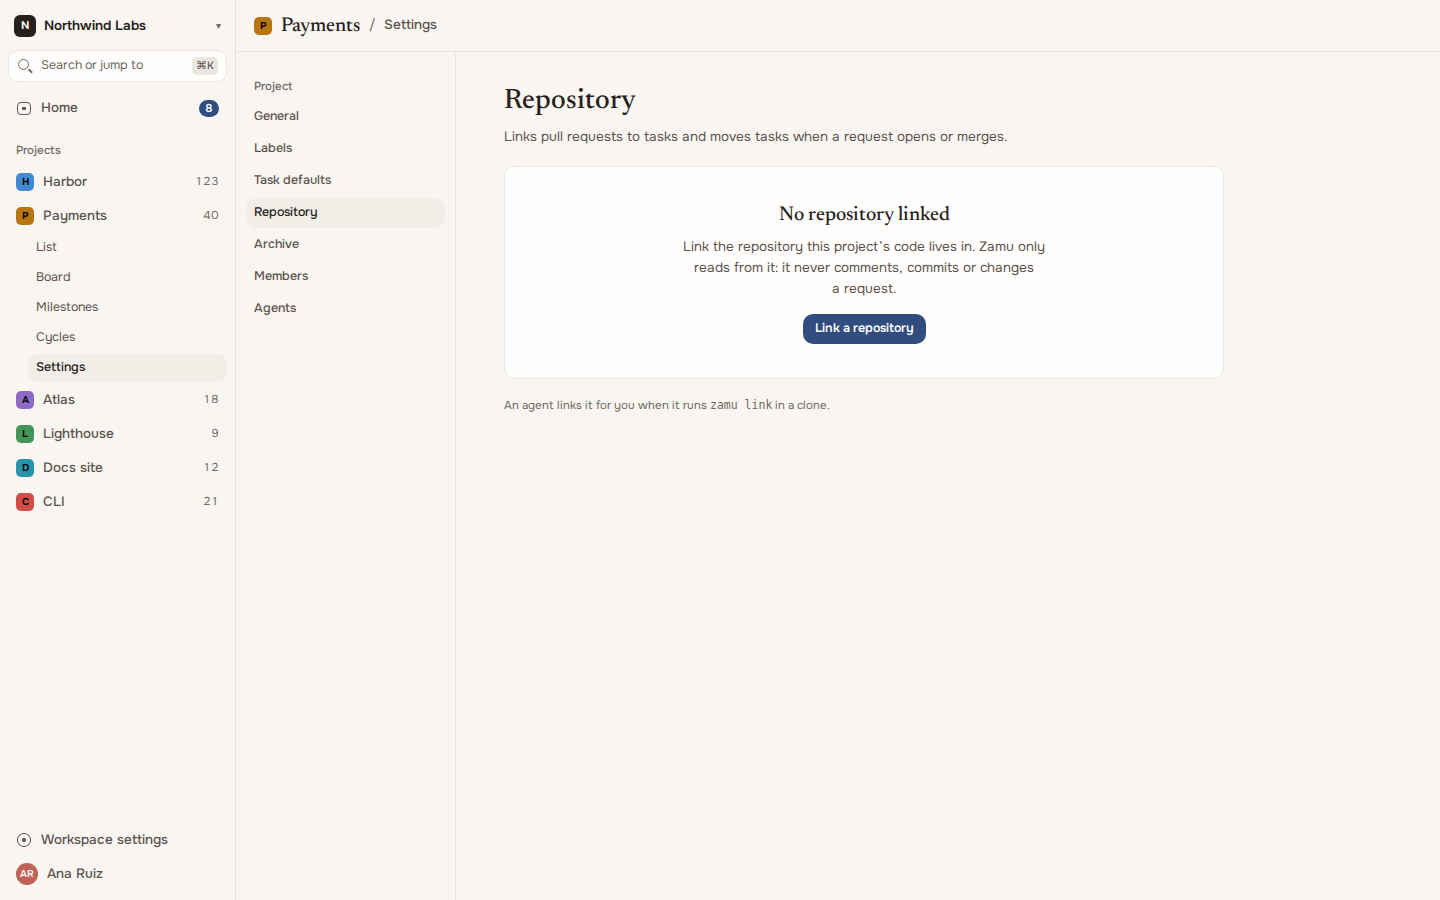 N Northwind Labs ▾
Search or jump to ⌘K
Home 8
Projects
H Harbor 123
P Payments 40
List
Board
Milestones
Cycles
Settings
A Atlas 18
L Lighthouse 9
D Docs site 12
C CLI 21
Workspace settings
AR Ana Ruiz
P Payments / Settings
Project
General
Labels
Task defaults
Repository
Archive
Members
Agents
Repository
Links pull requests to tasks and moves tasks when a request opens or merges.
No repository linked
Link the repository this project’s code lives in. Zamu only
reads from it: it never comments, commits or changes
a request.
Link a repository
An agent links it for you when it runs zamu link in a clone.